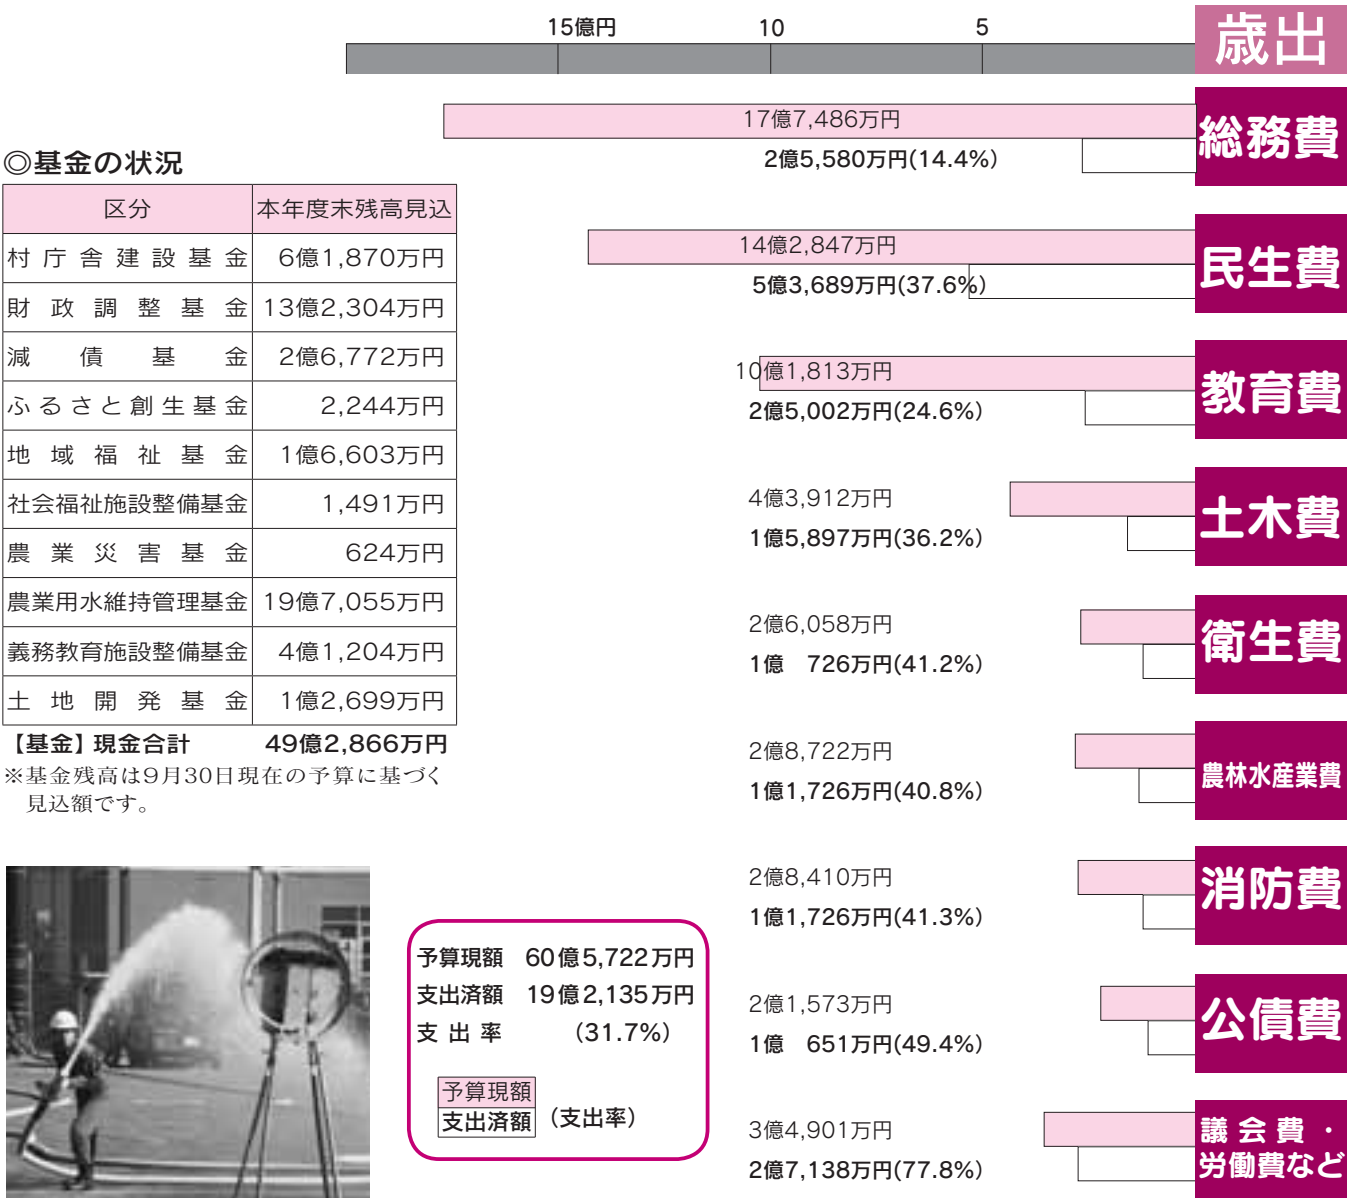 15億円 10 5
歳出
総務費
17億7,486万円
2億5,580万円(14.4%)
民生費
14億2,847万円
5億3,689万円(37.6%)
教育費
10億1,813万円
2億5,002万円(24.6%)
土木費
4億3,912万円
1億5,897万円(36.2%)
衛生費
2億6,058万円
1億 726万円(41.2%)
農林水産業費
2億8,722万円
1億1,726万円(40.8%)
消防費
2億8,410万円
1億1,726万円(41.3%)
公債費
2億1,573万円
1億 651万円(49.4%)
議会費・
労働費など
3億4,901万円
2億7,138万円(77.8%)
◎基金の状況
区分 本年度末残高見込
村庁舎建設基金 6億1,870万円
財政調整基金 13億2,304万円
減債基金 2億6,772万円
ふるさと創生基金 2,244万円
地域福祉基金 1億6,603万円
社会福祉施設整備基金 1,491万円
農業災害基金 624万円
農業用水維持管理基金 19億7,055万円
義務教育施設整備基金 4億1,204万円
土地開発基金 1億2,699万円
【基金】現金合計 49億2,866万円
※基金残高は9月30日現在の予算に基づく
見込額です。
予算現額 60億5,722万円
支出済額 19億2,135万円
支出率 (31.7%)
予算現額
支出済額 (支出率)